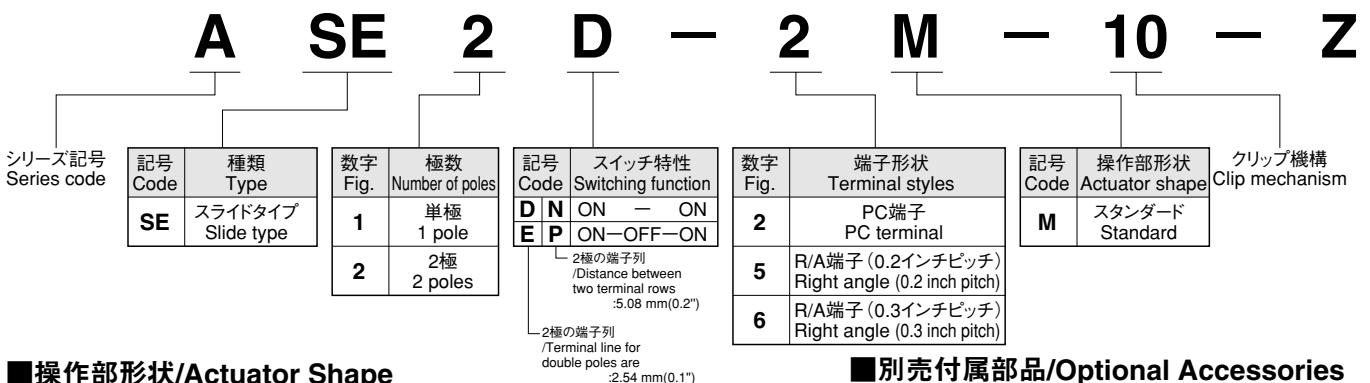 A SE 2 D － 2 M － 10 － Z
シリーズ記号
Series code
記号 種類
Code Type
SE スライドタイプ
Slide type
数字 極数
Fig. Number of poles
1 単極
1 pole
2 2極
2 poles
記号 スイッチ特性
Code Switching function
D N ON － ON
E P ON－OFF－ON
2極の端子列
/Distance between
two terminal rows
:5.08 mm(0.2")
2極の端子列
/Terminal line for
double poles are
:2.54 mm(0.1")
数字 端子形状
Fig. Terminal styles
2 PC端子
PC terminal
5 R/A端子（0.2インチピッチ）
Right angle (0.2 inch pitch)
6 R/A端子（0.3インチピッチ）
Right angle (0.3 inch pitch)
記号 操作部形状
Code Actuator shape
M スタンダード
Standard
クリップ機構
Clip mechanism
■操作部形状/Actuator Shape
■別売付属部品/Optional Accessories